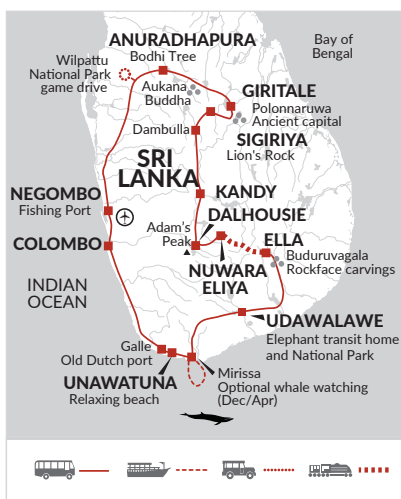 ANURADHAPURA
Bodhi Tree
Bay of
Bengal
Wilpattu
National Park
game drive
Aukana
Buddha
GIRITALE
Polonnaruwa
Ancient capital
Dambulla
SIGIRIYA
Lion's Rock
SRI
LANKA
NEGOMBO
Fishing Port
KANDY
DALHOUSIE
Adam's
Peak
COLOMBO
ELLA
Buduruvagala
Rockface carvings
NUWARA
ELIYA
INDIAN
OCEAN
UDAWALAWE
Elephant transit home
and National Park
Galle
Old Dutch port
UNAWATUNA
Relaxing beach
Mirissa
Optional whale watching
(Dec/Apr)